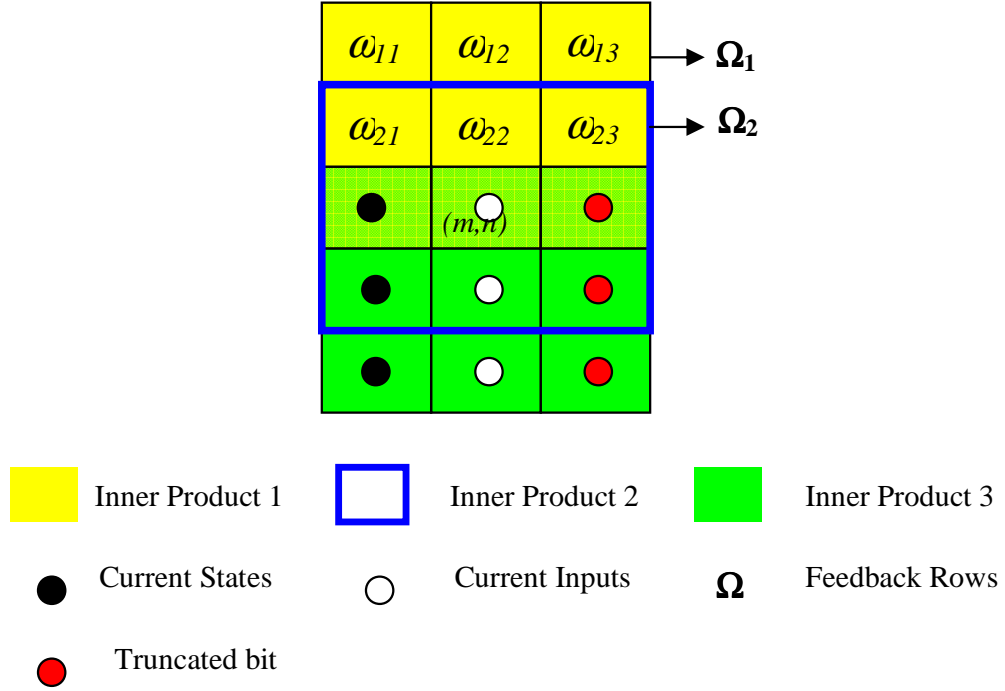 ω11 ω12 ω13 Ω1
ω21 ω22 ω23 Ω2
(m,n)
Inner Product 1 Inner Product 2 Inner Product 3
Current States Current Inputs Ω Feedback Rows
Truncated bit